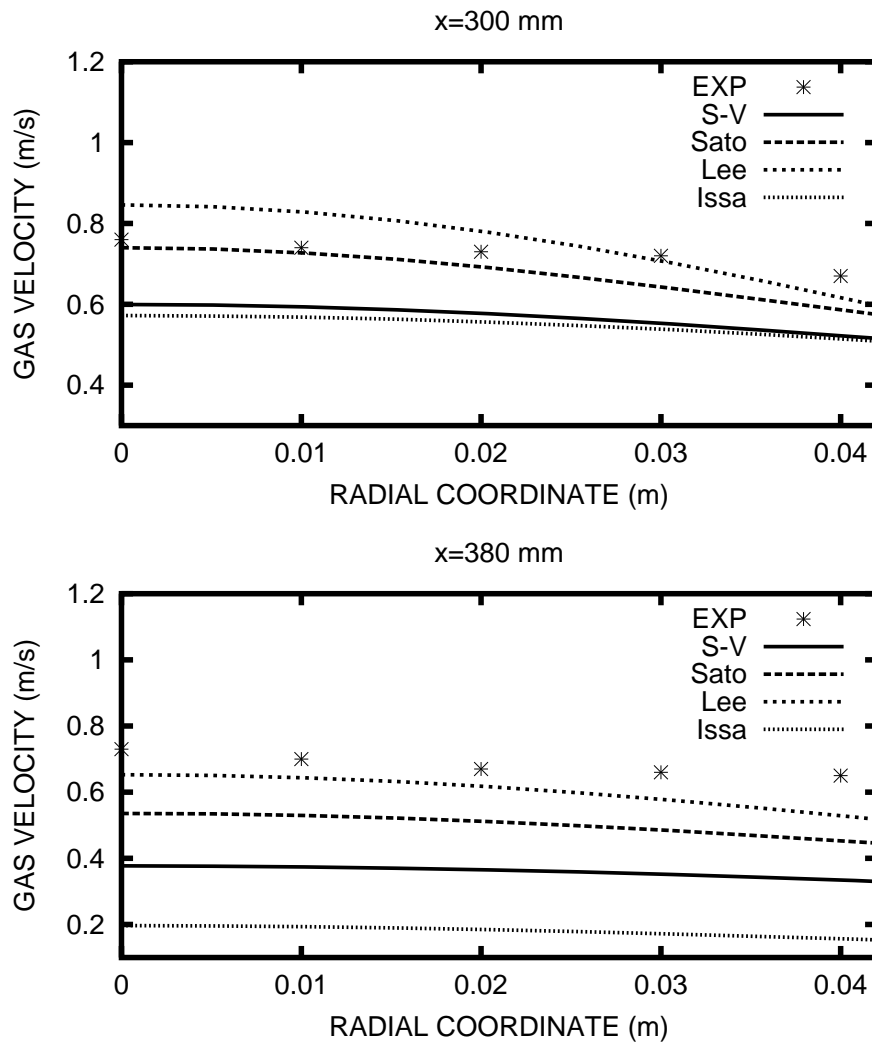 x=300 mm
1.2
1
0.8
0.6
0.4
GAS VELOCITY (m/s)
EXP
S-V
Sato
Lee
Issa
0 0.01 0.02 0.03 0.04
RADIAL COORDINATE (m)
x=380 mm
1.2
1
0.8
0.6
0.4
0.2
GAS VELOCITY (m/s)
EXP
S-V
Sato
Lee
Issa
0 0.01 0.02 0.03 0.04
RADIAL COORDINATE (m)